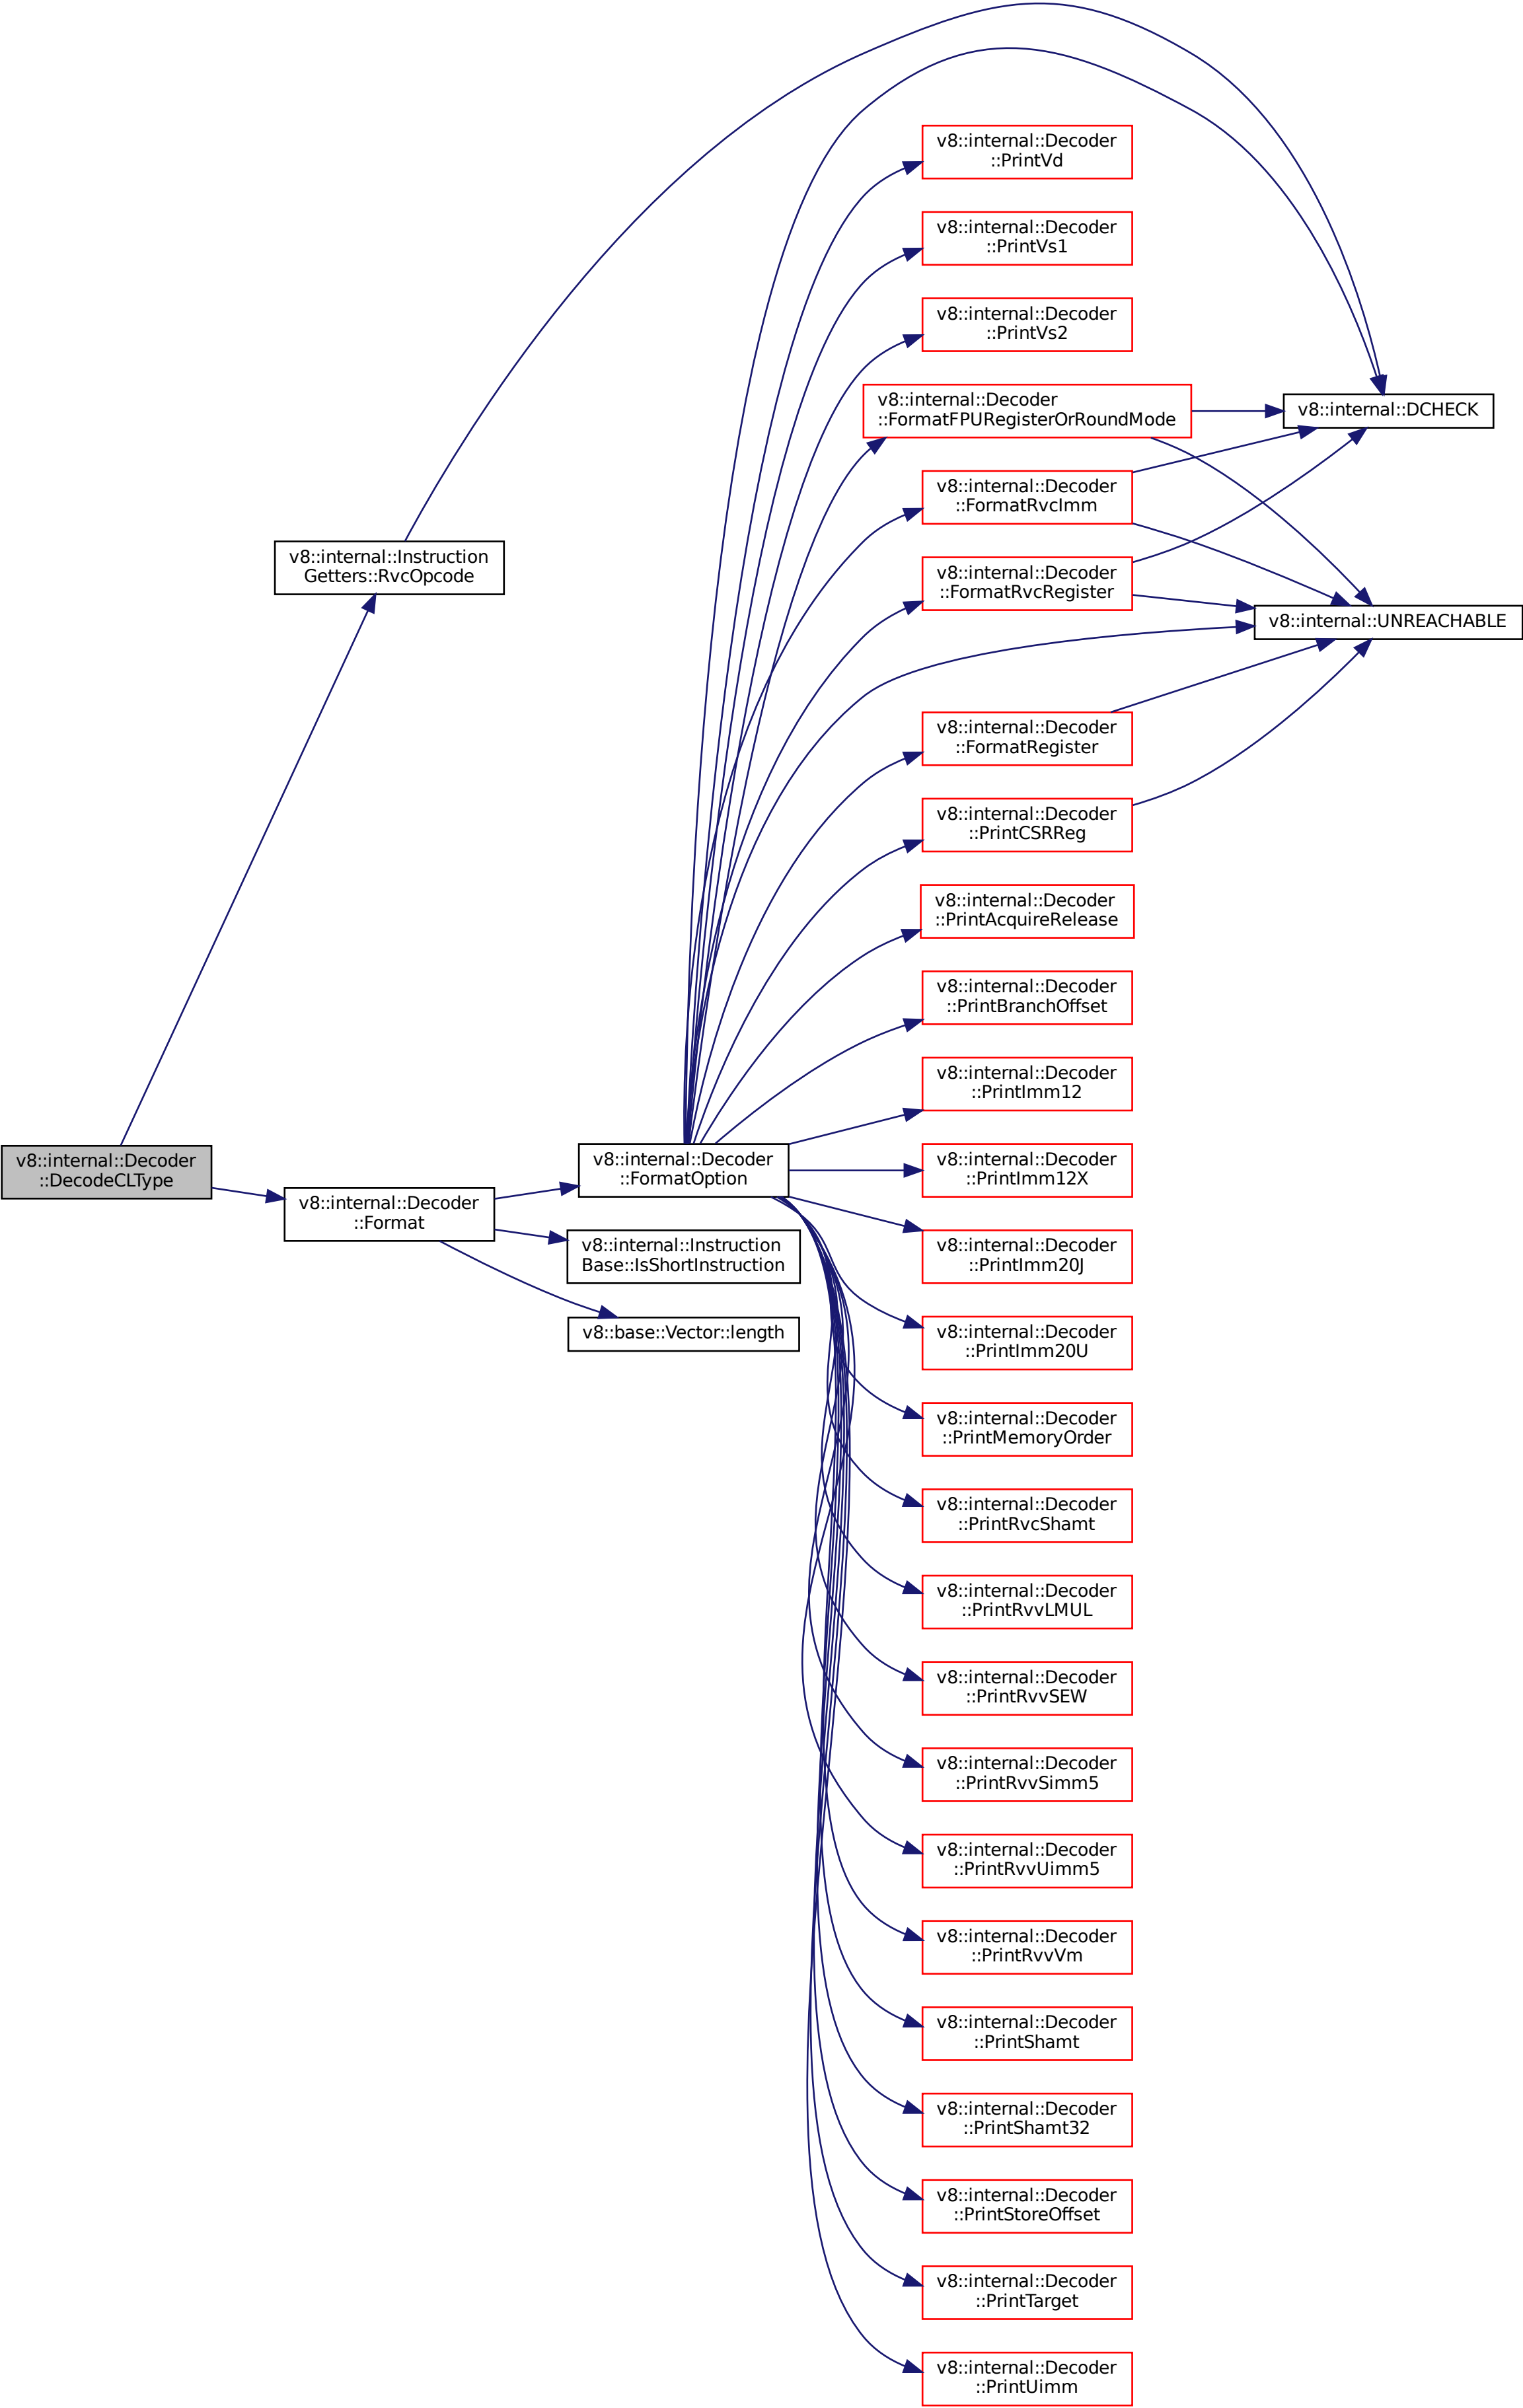 v8::internal::Decoder
::DecodeCLType
v8::internal::Instruction
Getters::RvcOpcode
v8::internal::Decoder
::Format
v8::internal::Decoder
::FormatOption
v8::internal::Instruction
Base::IsShortInstruction
v8::base::Vector::length
v8::internal::Decoder
::PrintVd
v8::internal::Decoder
::PrintVs1
v8::internal::Decoder
::PrintVs2
v8::internal::Decoder
::FormatFPURegisterOrRoundMode
v8::internal::Decoder
::FormatRvcImm
v8::internal::Decoder
::FormatRvcRegister
v8::internal::Decoder
::FormatRegister
v8::internal::Decoder
::PrintCSRReg
v8::internal::Decoder
::PrintAcquireRelease
v8::internal::Decoder
::PrintBranchOffset
v8::internal::Decoder
::PrintImm12
v8::internal::Decoder
::PrintImm12X
v8::internal::Decoder
::PrintImm20J
v8::internal::Decoder
::PrintImm20U
v8::internal::Decoder
::PrintMemoryOrder
v8::internal::Decoder
::PrintRvcShamt
v8::internal::Decoder
::PrintRvvLMUL
v8::internal::Decoder
::PrintRvvSEW
v8::internal::Decoder
::PrintRvvSimm5
v8::internal::Decoder
::PrintRvvUimm5
v8::internal::Decoder
::PrintRvvVm
v8::internal::Decoder
::PrintShamt
v8::internal::Decoder
::PrintShamt32
v8::internal::Decoder
::PrintStoreOffset
v8::internal::Decoder
::PrintTarget
v8::internal::Decoder
::PrintUimm
v8::internal::DCHECK
v8::internal::UNREACHABLE